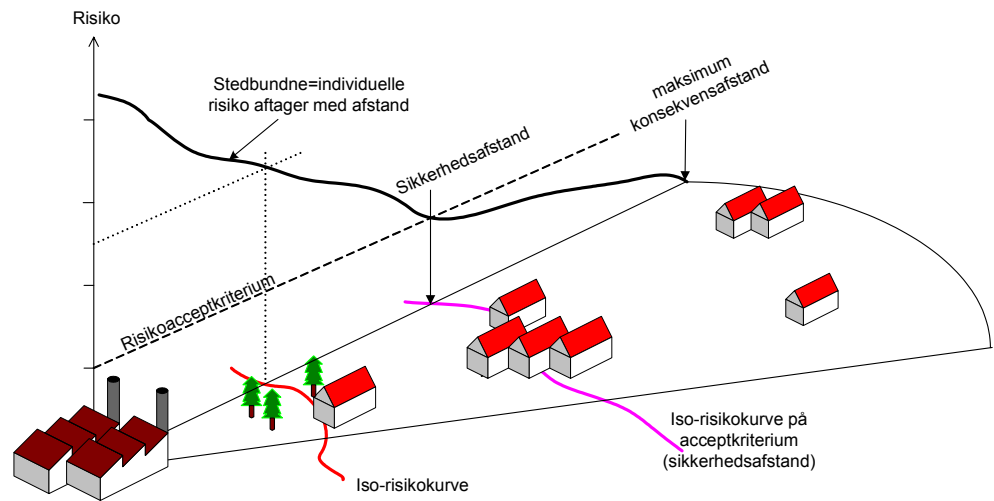 Risiko
Stedbundne=individuelle
risiko aftager med afstand
maksimum
konsekvensafstand
Sikkerhedsafstand
Risikoacceptkriterium
Iso-risikokurve på
acceptkriterium
(sikkerhedsafstand)
Iso-risikokurve